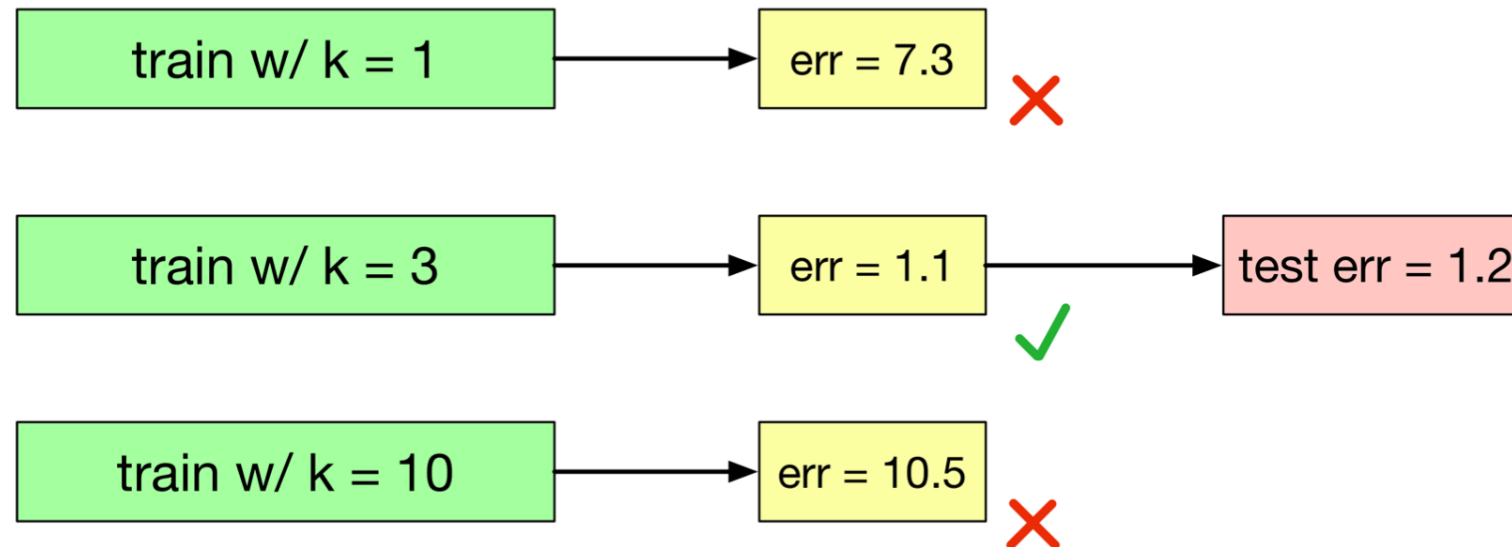 train w/ k = 1
err = 7.3
train w/ k = 3
err = 1.1
test err = 1.2
train w/ k = 10
err = 10.5